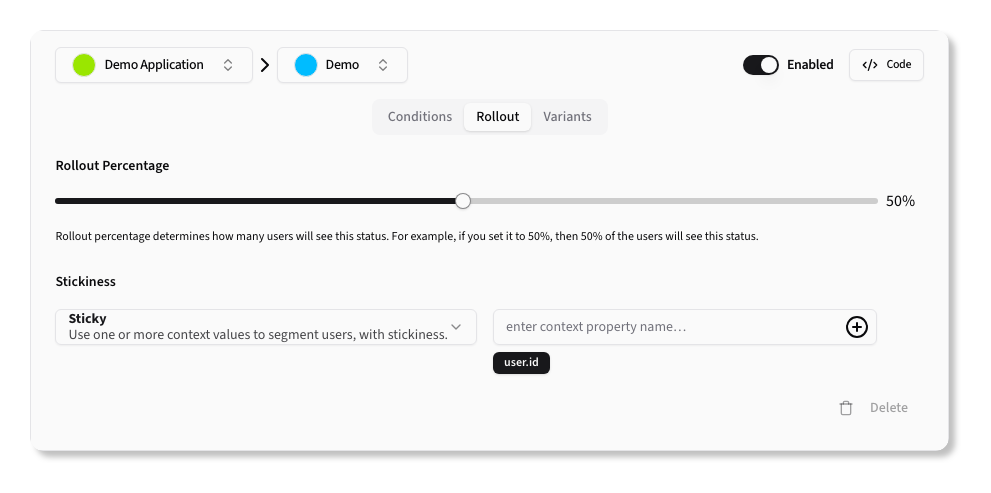 Demo Application
Demo
Enabled
</> Code
Conditions
Rollout
Variants
Rollout Percentage
50%
Rollout percentage determines how many users will see this status. For example, if you set it to 50%, then 50% of the users will see this status.
Stickiness
Sticky
Use one or more context values to segment users, with stickiness.
enter context property name...
user.id
Delete